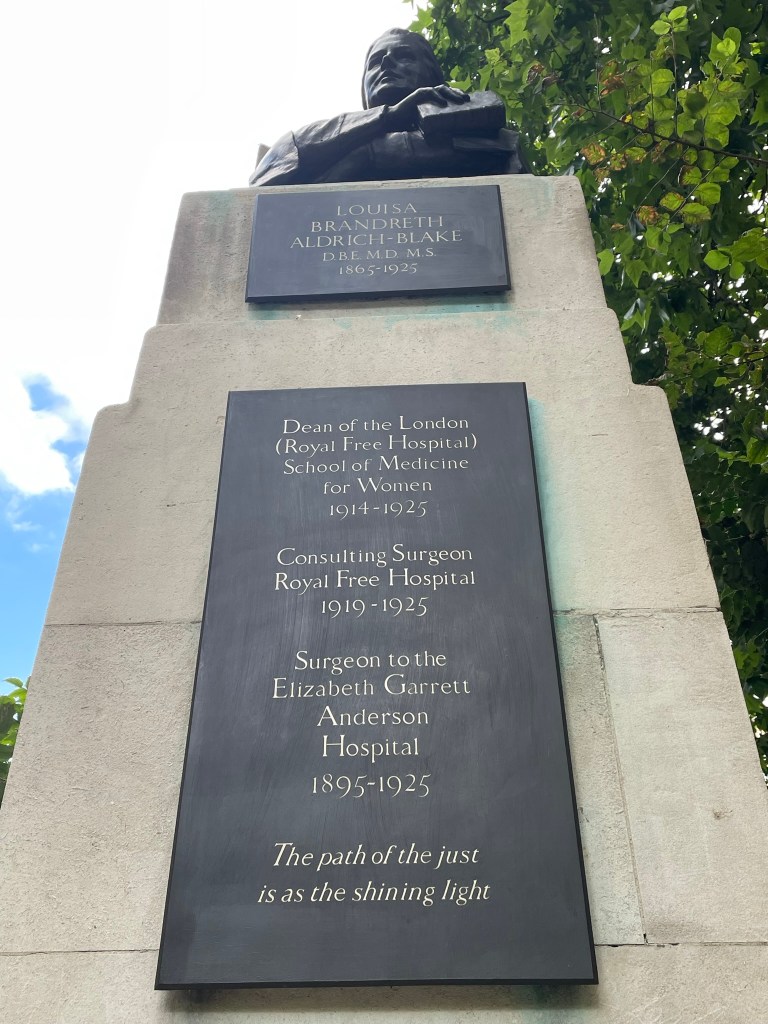 LOUISA
BRANDRETH
ALDRICH-BLAKE
D.B.E. M.D. M.S.
1865-1925
Dean of the London
(Royal Free Hospital)
School of Medicine
for Women
1914-1925
Consulting Surgeon
Royal Free Hospital
1919-1925
Surgeon to the
Elizabeth Garrett
Anderson
Hospital
1895-1925
The path of the just
is as the shining light